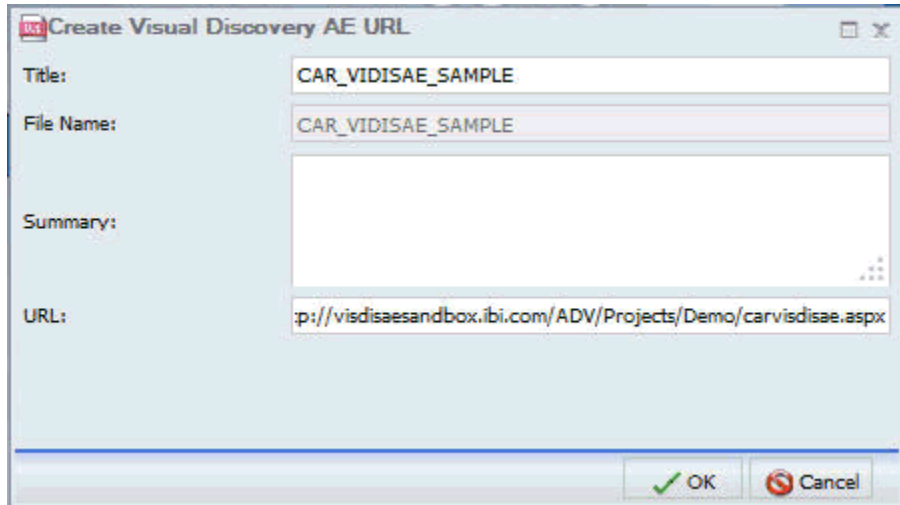 Create Visual Discovery AE URL
Title: CAR_VIDISAE_SAMPLE
File Name: CAR_VIDISAE_SAMPLE
Summary:
URL: :p://visdisaesandbox.ibi.com/ADV/Projects/Demo/carvisdisae.aspx
OK Cancel